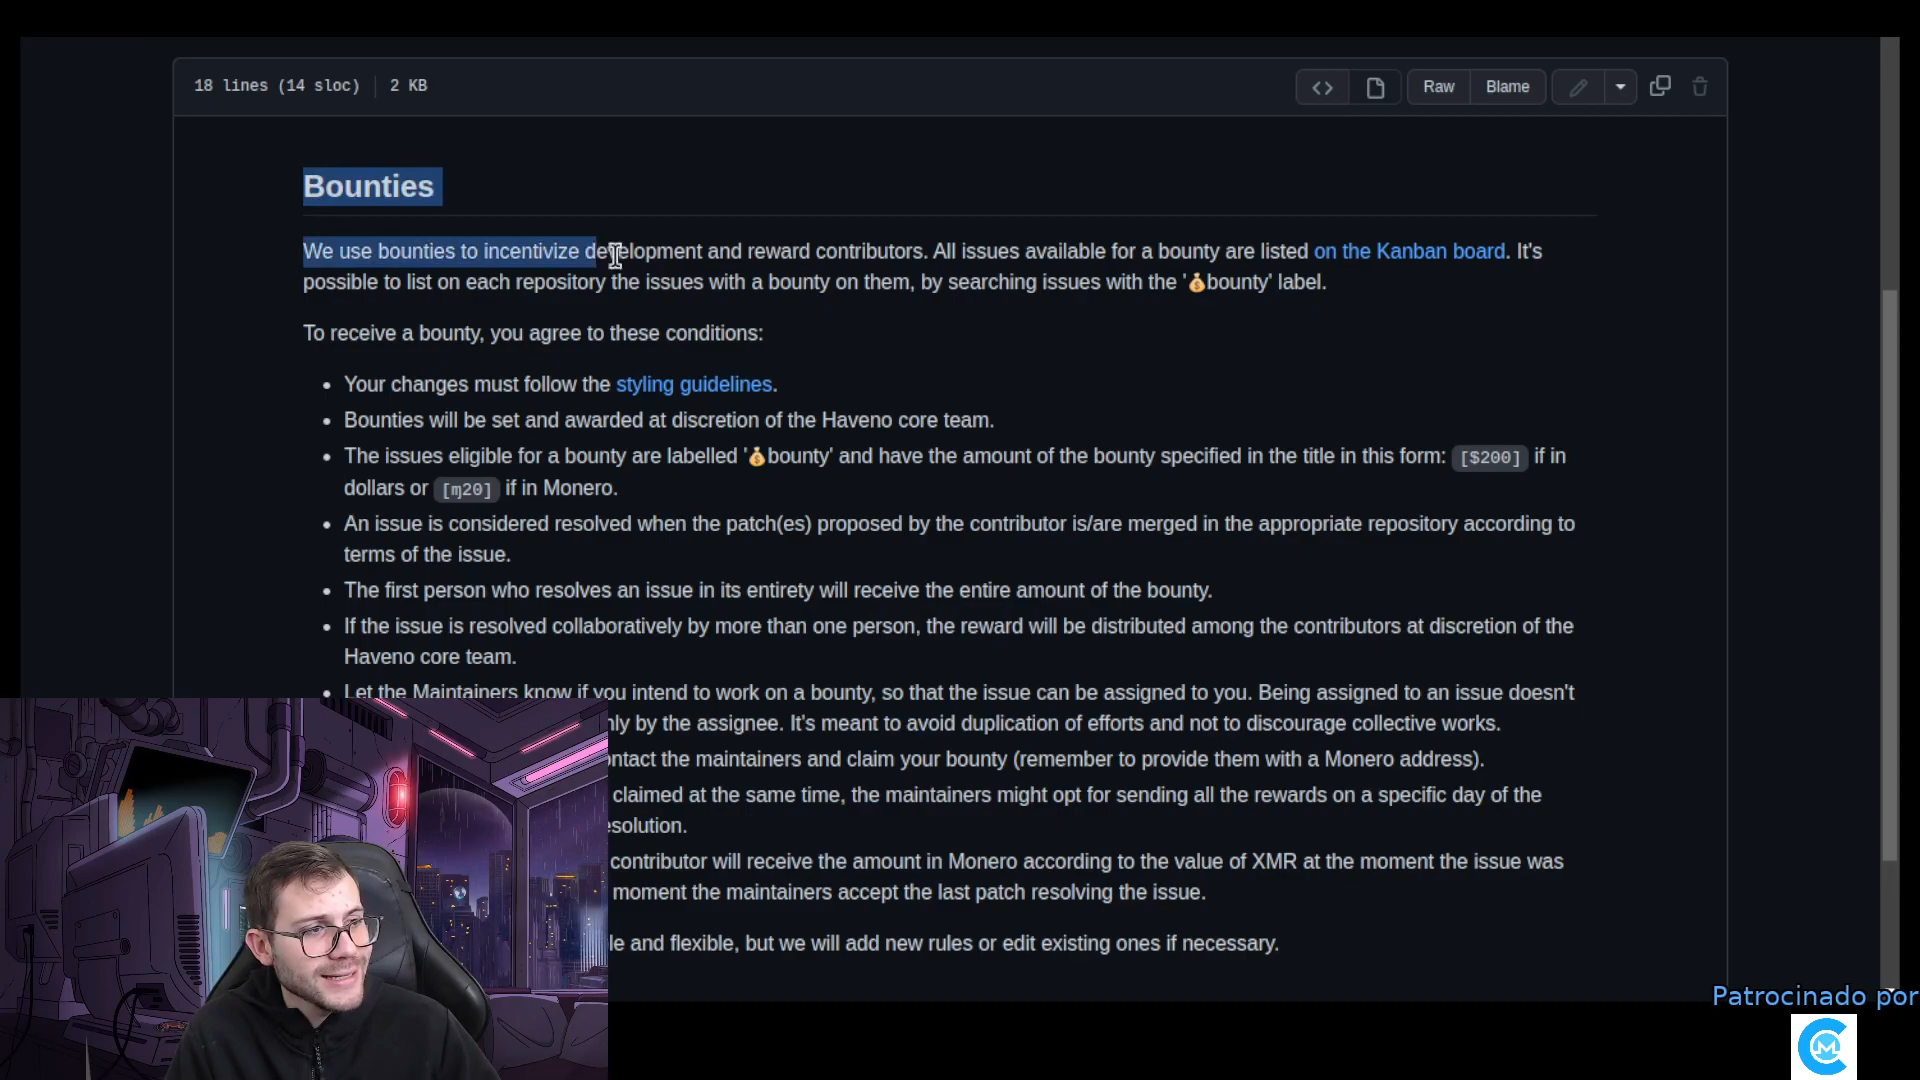 18 lines (14 sloc) 2 KB
Raw Blame
Bounties
We use bounties to incentivize development and reward contributors. All issues available for a bounty are listed on the Kanban board. It's
possible to list on each repository the issues with a bounty on them, by searching issues with the '💰bounty' label.
To receive a bounty, you agree to these conditions:
• Your changes must follow the styling guidelines.
• Bounties will be set and awarded at discretion of the Haveno core team.
• The issues eligible for a bounty are labelled '💰bounty' and have the amount of the bounty specified in the title in this form: [$200] if in
dollars or [ɱ20] if in Monero.
• An issue is considered resolved when the patch(es) proposed by the contributor is/are merged in the appropriate repository according to
terms of the issue.
• The first person who resolves an issue in its entirety will receive the entire amount of the bounty.
• If the issue is resolved collaboratively by more than one person, the reward will be distributed among the contributors at discretion of the
Haveno core team.
• Let the Maintainers know if you intend to work on a bounty, so that the issue can be assigned to you. Being assigned to an issue doesn't
by the assignee. It's meant to avoid duplication of efforts and not to discourage collective works.
the maintainers and claim your bounty (remember to provide them with a Monero address).
claimed at the same time, the maintainers might opt for sending all the rewards on a specific day of the
contributor will receive the amount in Monero according to the value of XMR at the moment the issue was
moment the maintainers accept the last patch resolving the issue.
and flexible, but we will add new rules or edit existing ones if necessary.
Patrocinado por